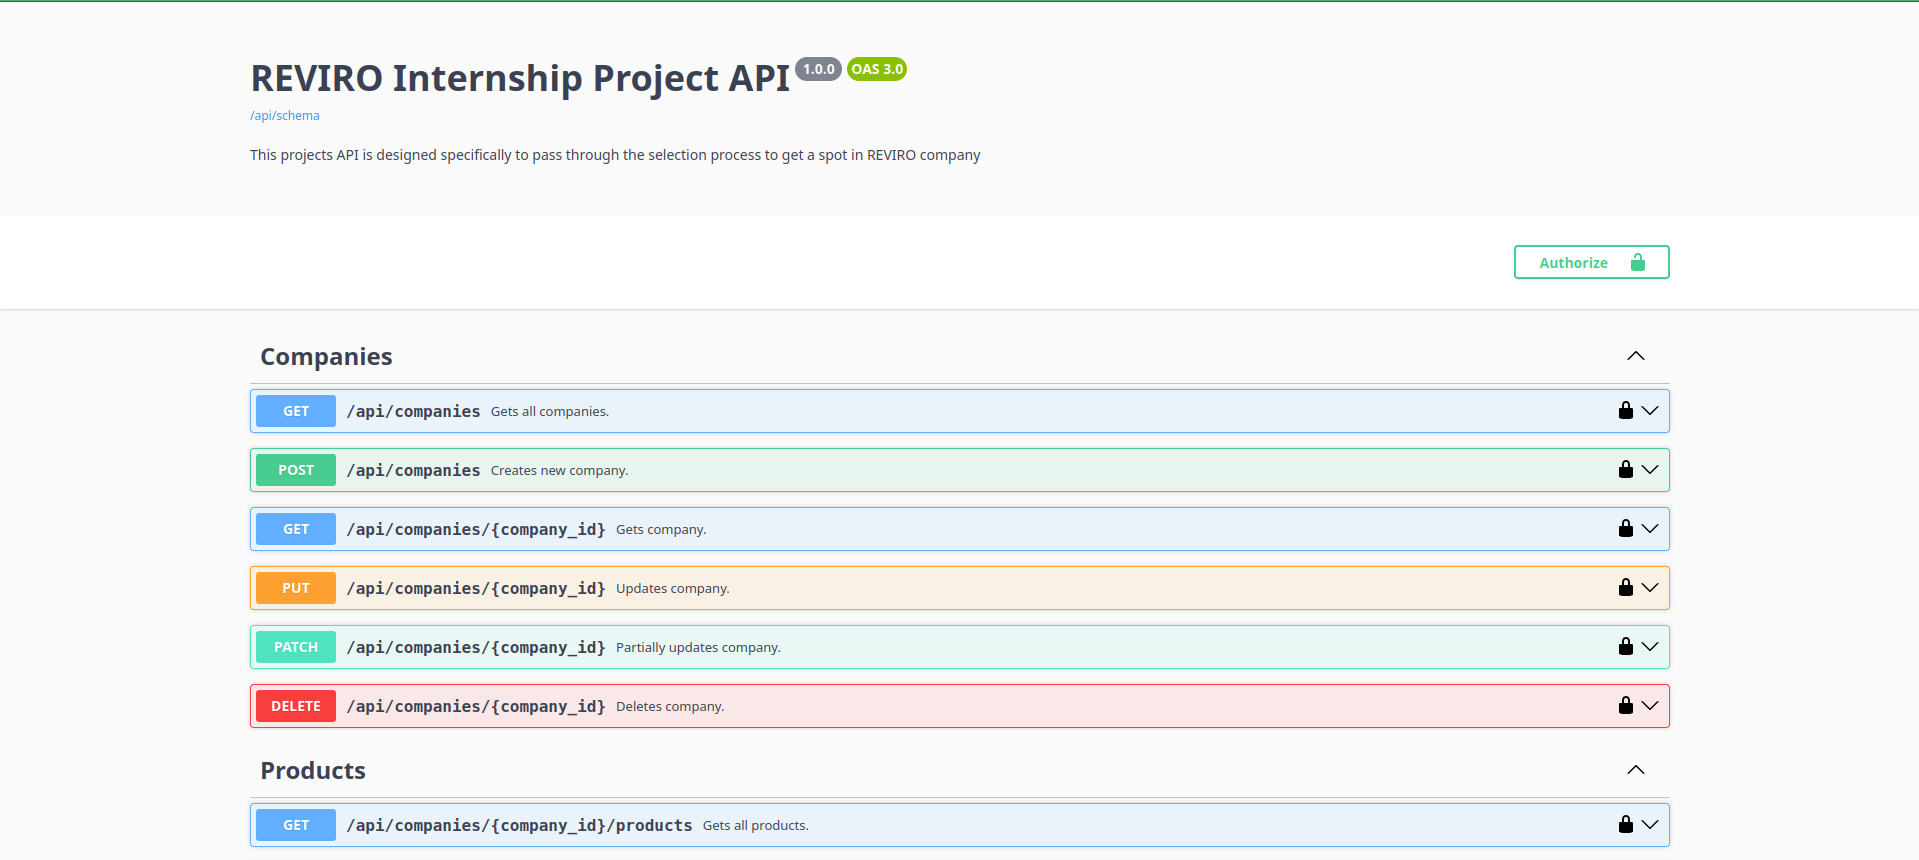 REVIRO Internship Project API 1.0.0 OAS 3.0
/api/schema
This projects API is designed specifically to pass through the selection process to get a spot in REVIRO company
Authorize
Companies
GET /api/companies Gets all companies.
POST /api/companies Creates new company.
GET /api/companies/{company_id} Gets company.
PUT /api/companies/{company_id} Updates company.
PATCH /api/companies/{company_id} Partially updates company.
DELETE /api/companies/{company_id} Deletes company.
Products
GET /api/companies/{company_id}/products Gets all products.